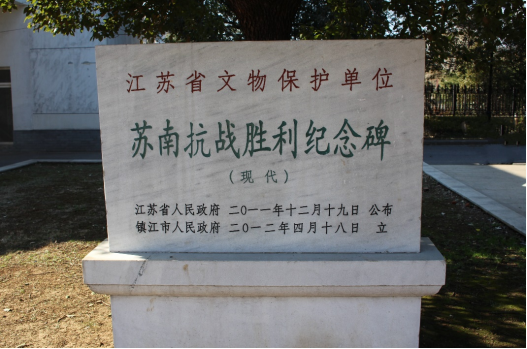 江苏省文物保护单位
苏南抗战胜利纪念碑
（现代）
江苏省人民政府 二〇一一年十二月十九日 公布
镇江市人民政府 二〇一二年四月十八日 立